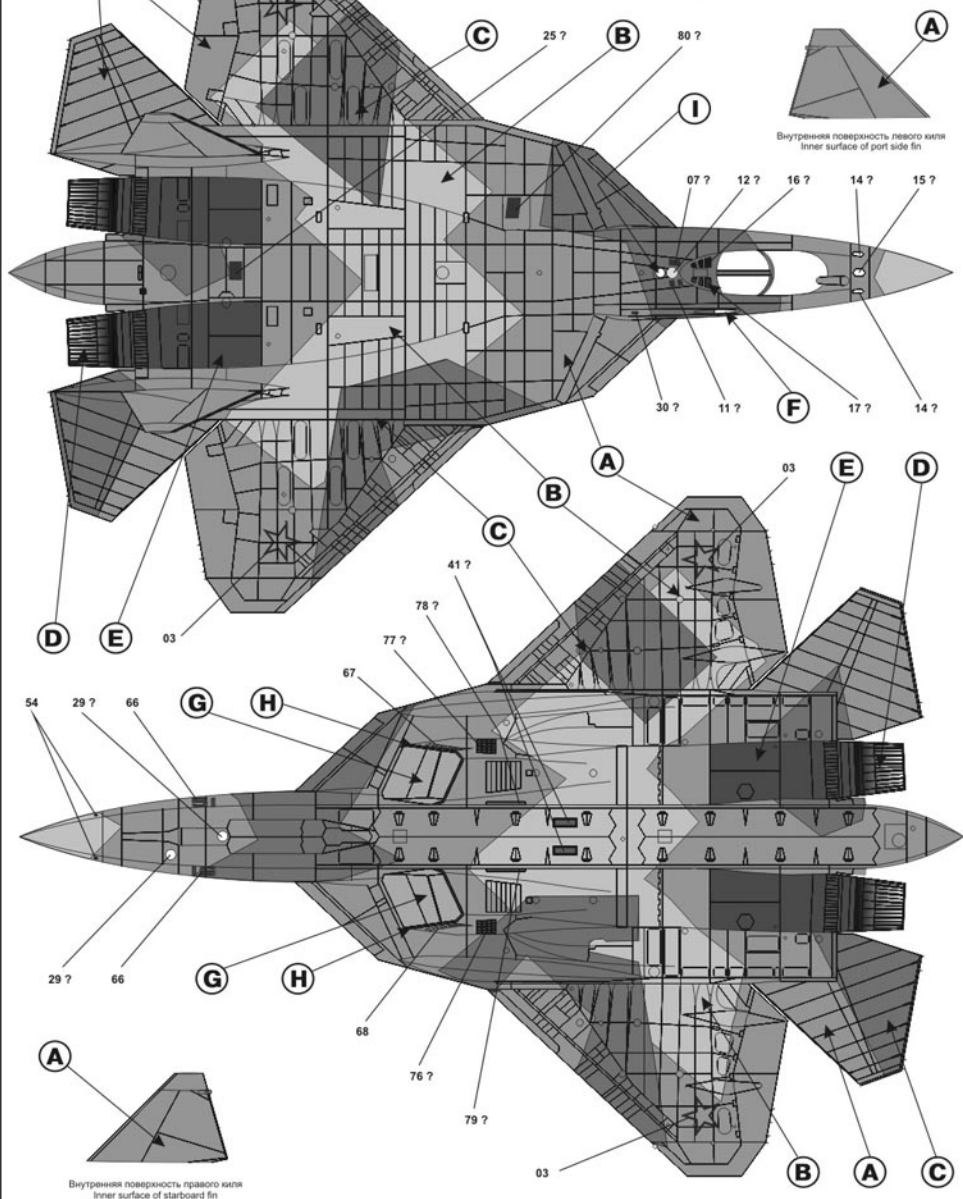 C
25 ?
B
80 ?
A
I
Внутренняя поверхность левого киля
Inner surface of port side fin
07 ?
12 ?
16 ?
14 ?
15 ?
30 ?
11 ?
F
17 ?
14 ?
A
03
E
D
B
C
41 ?
78 ?
D
E
03
77 ?
67
54
29 ?
66
G
H
29 ?
66
G
H
68
A
76 ?
79 ?
03
B
A
C
Внутренняя поверхность правого киля
Inner surface of starboard fin